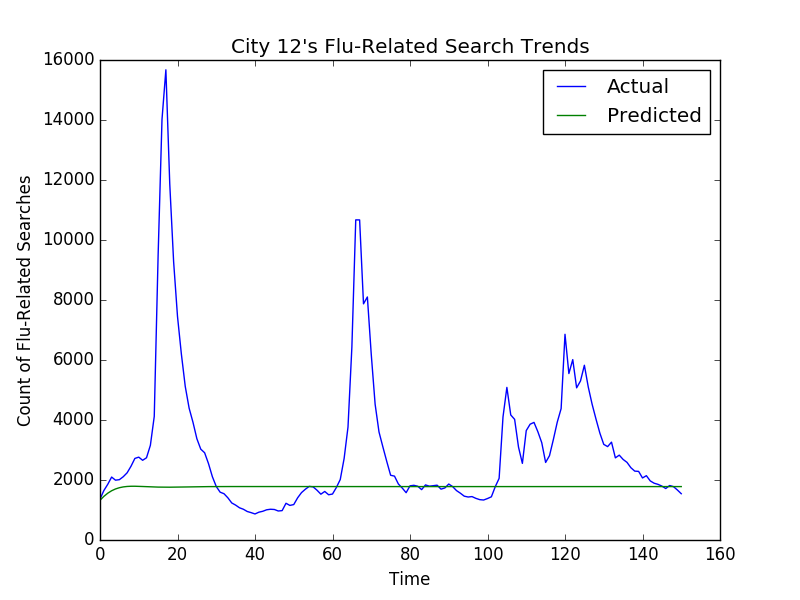 City 12's Flu-Related Search Trends
Actual
Predicted
16000
14000
12000
10000
8000
6000
4000
2000
0
Count of Flu-Related Searches
0 20 40 60 80 100 120 140 160
Time